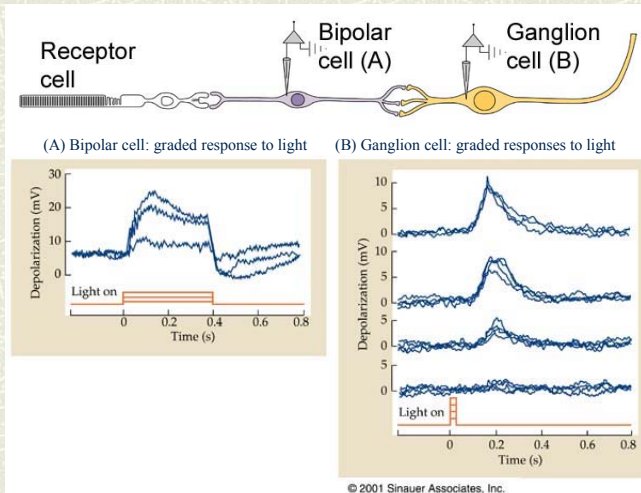 Receptor
cell
Bipolar
cell (A)
Ganglion
cell (B)
(A) Bipolar cell: graded response to light
(B) Ganglion cell: graded responses to light
30
20
10
0
Depolarization (mV)
Light on
0
0.2
0.4
0.6
0.8
Time (s)
10
5
0
10
5
0
5
0
5
0
Depolarization (mV)
Light on
0
0.2
0.4
0.6
0.8
Time (s)
© 2001 Sinauer Associates, Inc.